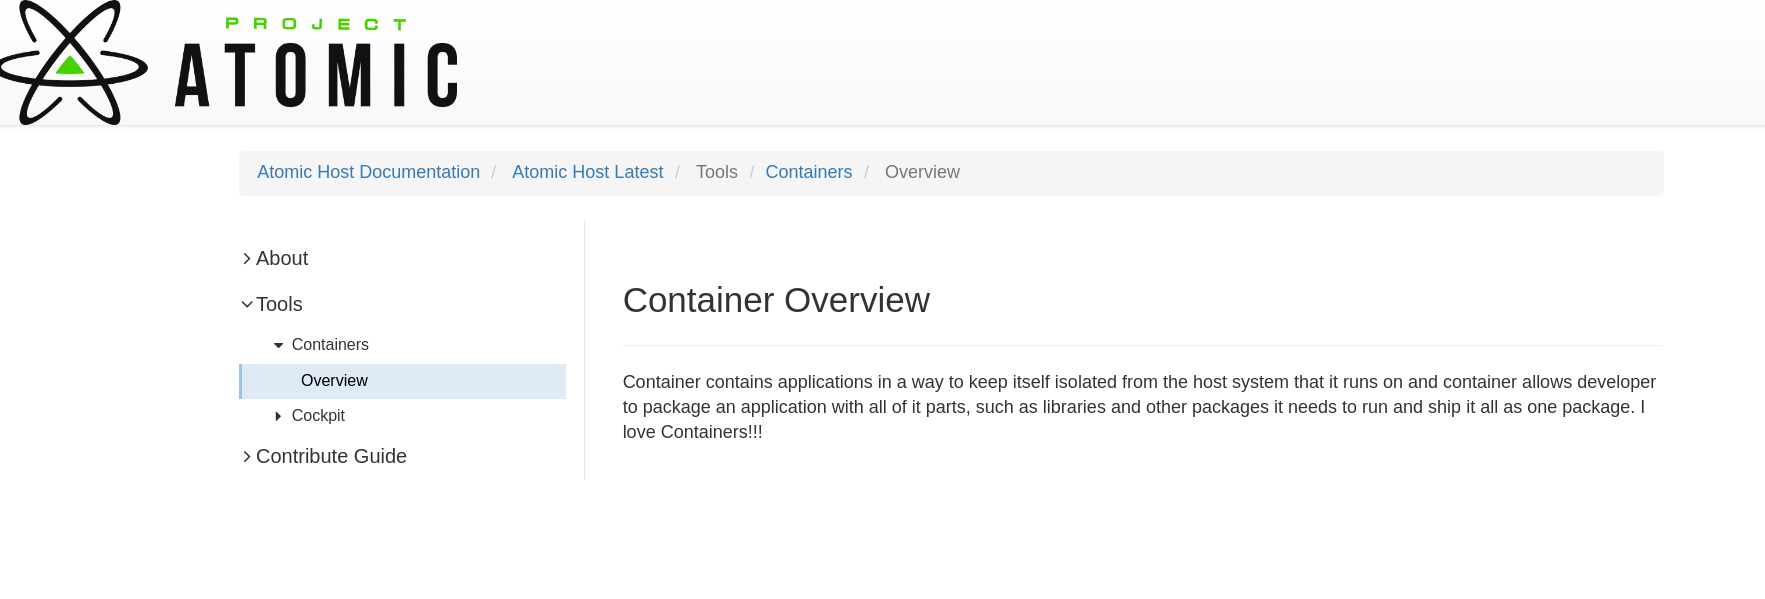 PROJECT
ATOMIC
Atomic Host Documentation / Atomic Host Latest / Tools / Containers / Overview
About
Tools
Containers
Overview
Cockpit
Contribute Guide
Container Overview
Container contains applications in a way to keep itself isolated from the host system that it runs on and container allows developer
to package an application with all of it parts, such as libraries and other packages it needs to run and ship it all as one package. I
love Containers!!!